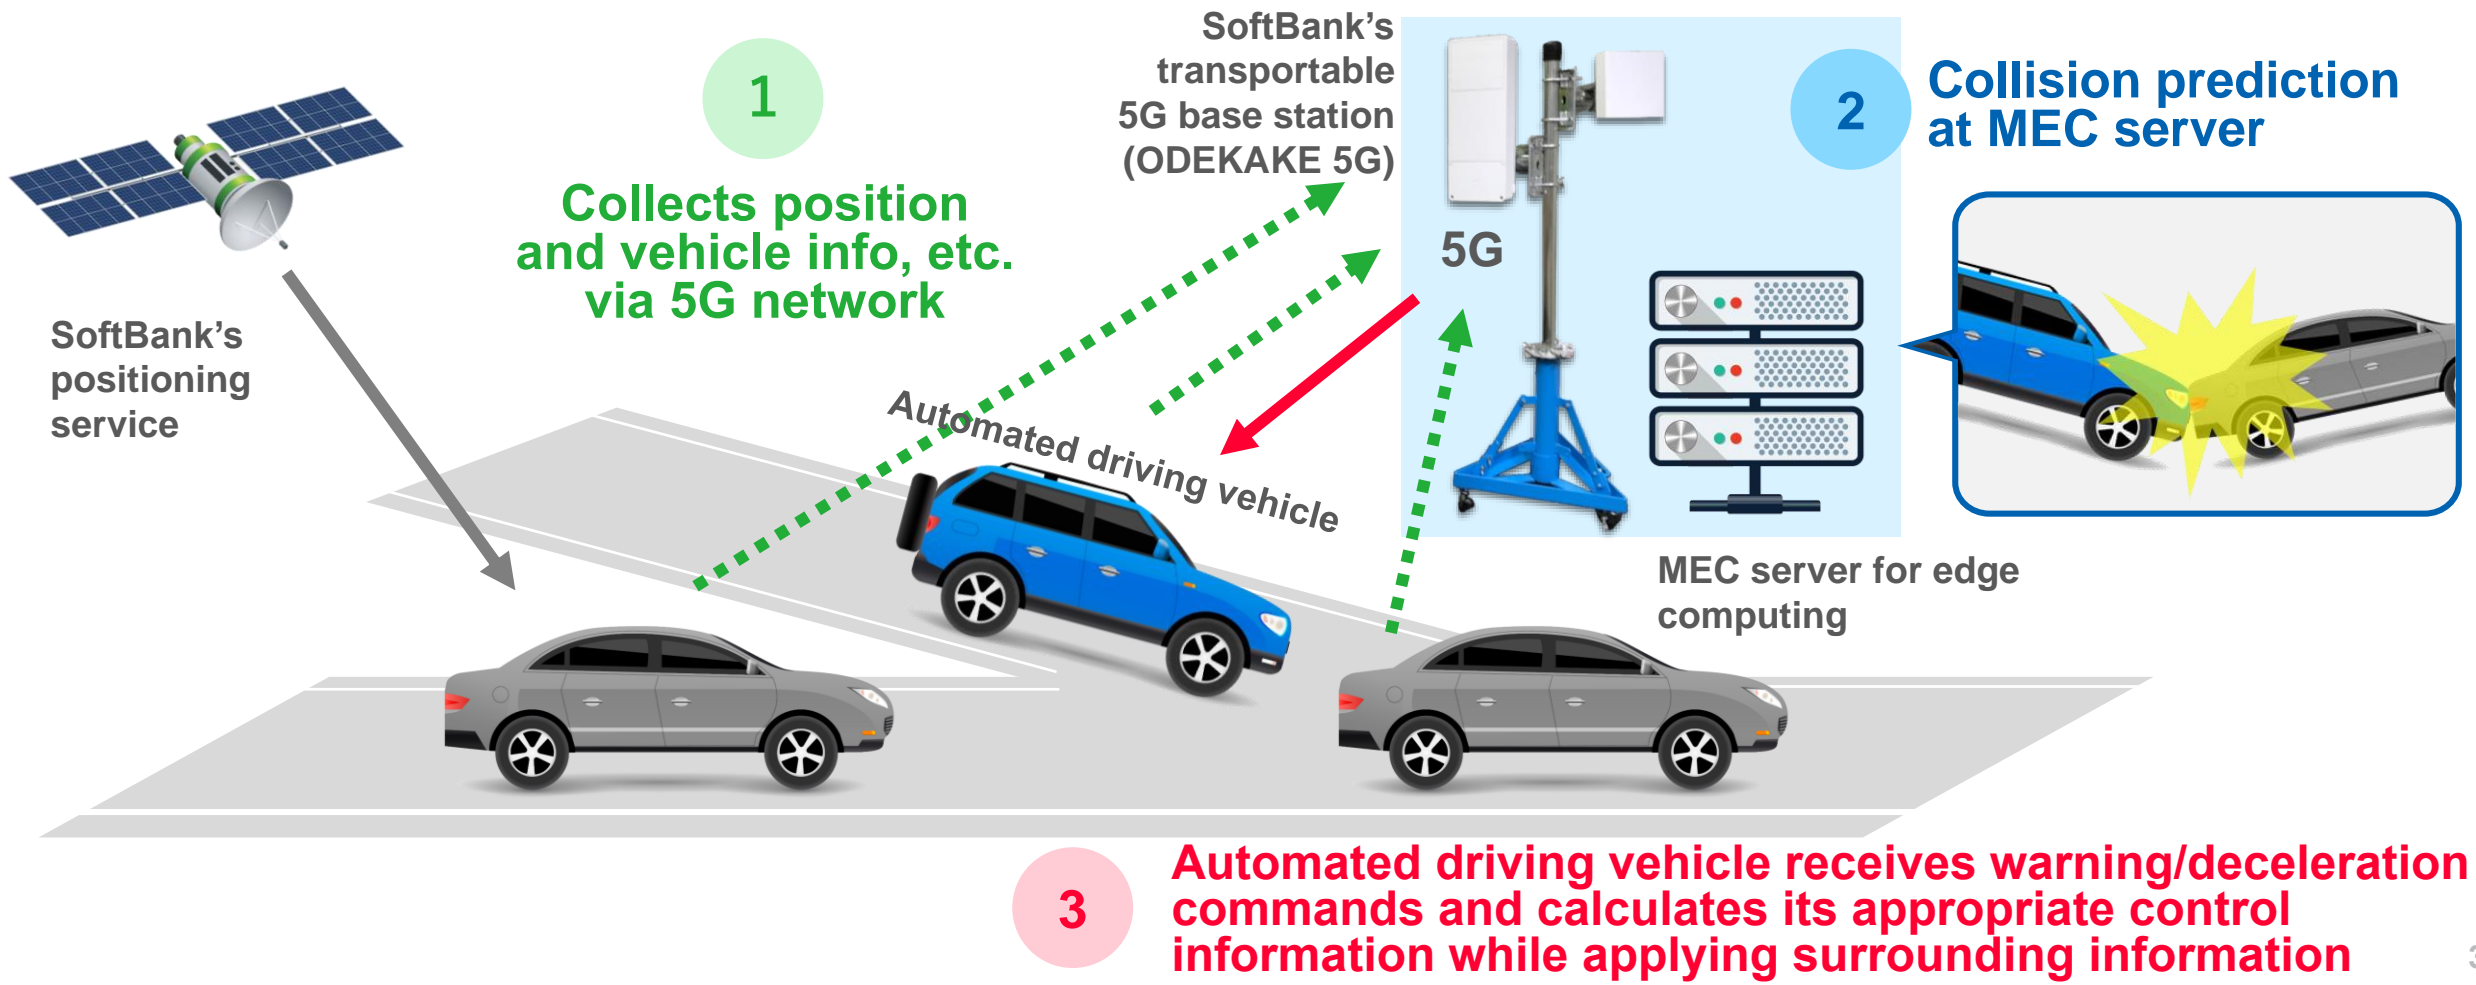 1
Collects position
and vehicle info, etc.
via 5G network
SoftBank's
positioning
service
SoftBank's
transportable
5G base station
(ODEKAKE 5G)
5G
2
Collision prediction
at MEC server
Automated driving vehicle
MEC server for edge
computing
3
Automated driving vehicle receives warning/deceleration
commands and calculates its appropriate control
information while applying surrounding information